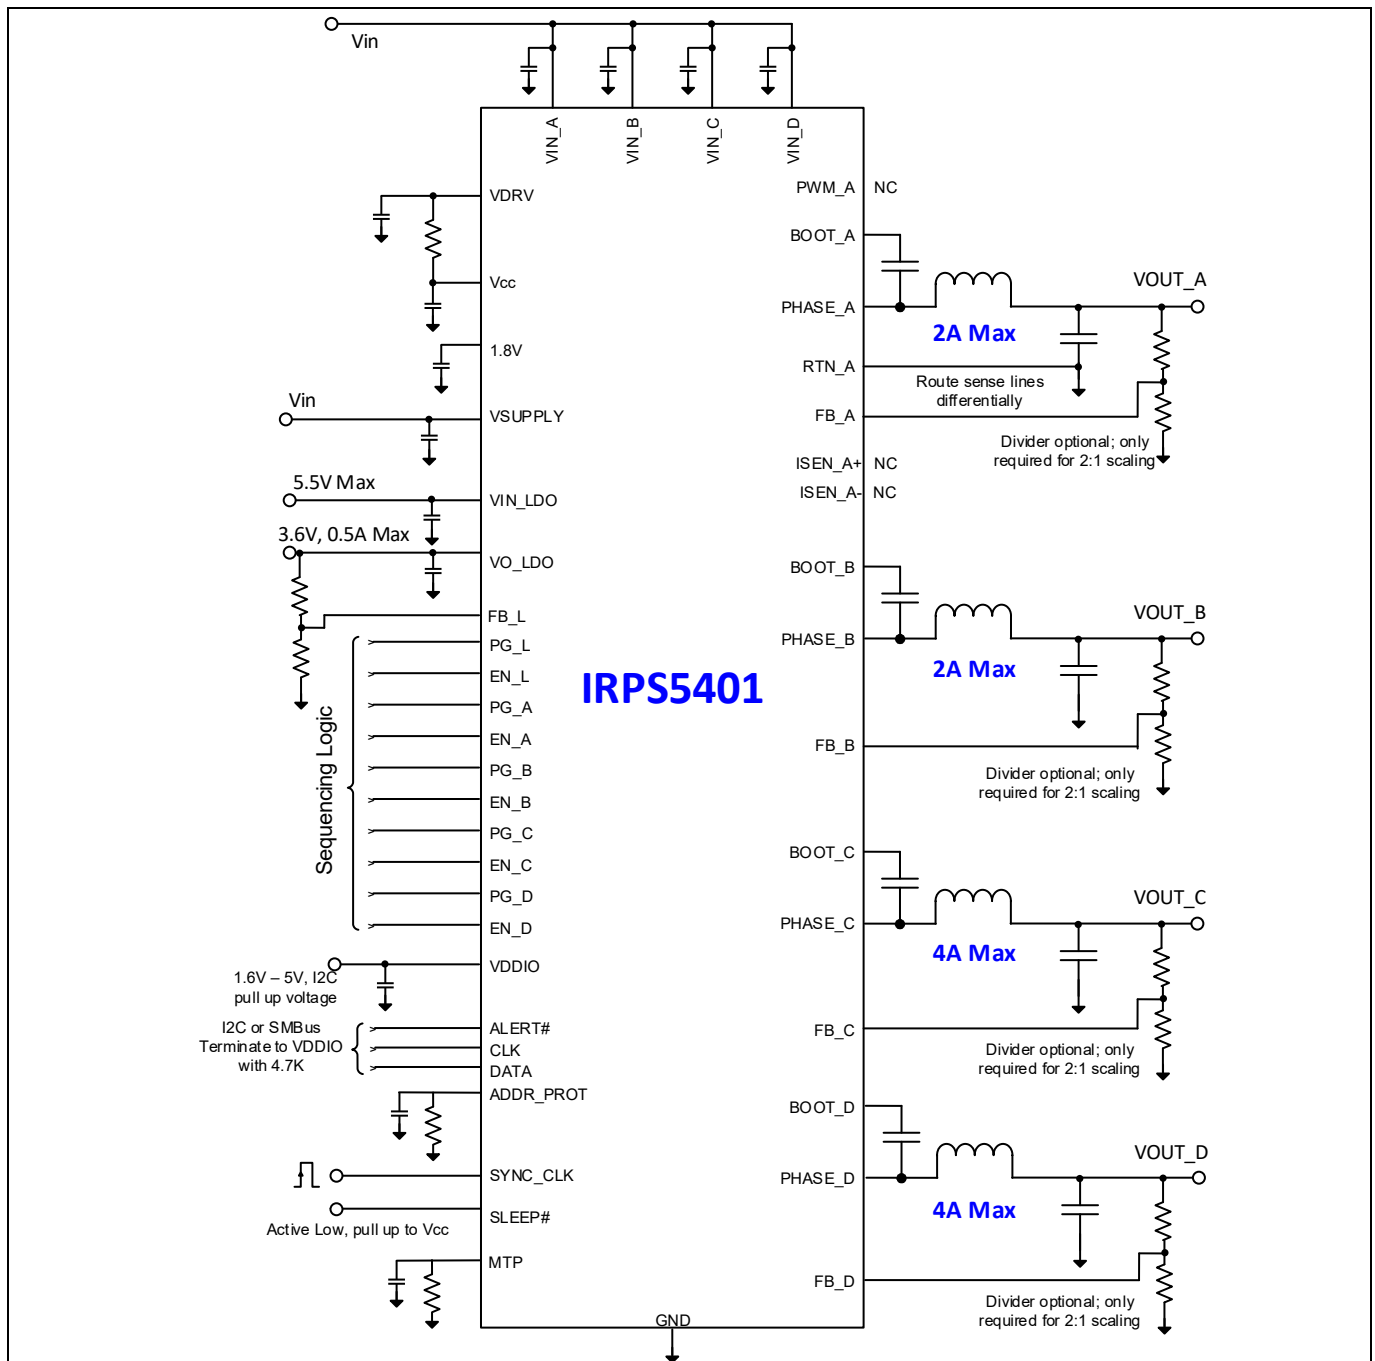 Vin
VIN_A
VIN_B
VIN_C
VIN_D
VDRV
Vcc
1.8V
Vin
VSUPPLY
5.5V Max
VIN_LDO
3.6V, 0.5A Max
VO_LDO
FB_L
PG_L
EN_L
PG_A
EN_A
PG_B
EN_B
PG_C
EN_C
PG_D
EN_D
Sequencing Logic
VDDIO
1.6V – 5V, I2C
pull up voltage
I2C or SMBus
Terminate to VDDIO
with 4.7K
ALERT#
CLK
DATA
ADDR_PROT
SYNC_CLK
SLEEP#
Active Low, pull up to Vcc
MTP
GND
IRPS5401
PWM_A NC
BOOT_A
PHASE_A
VOUT_A
2A Max
RTN_A
Route sense lines
differentially
FB_A
Divider optional; only
required for 2:1 scaling
ISEN_A+ NC
ISEN_A- NC
BOOT_B
PHASE_B
VOUT_B
2A Max
FB_B
Divider optional; only
required for 2:1 scaling
BOOT_C
PHASE_C
VOUT_C
4A Max
FB_C
Divider optional; only
required for 2:1 scaling
BOOT_D
PHASE_D
VOUT_D
4A Max
FB_D
Divider optional; only
required for 2:1 scaling